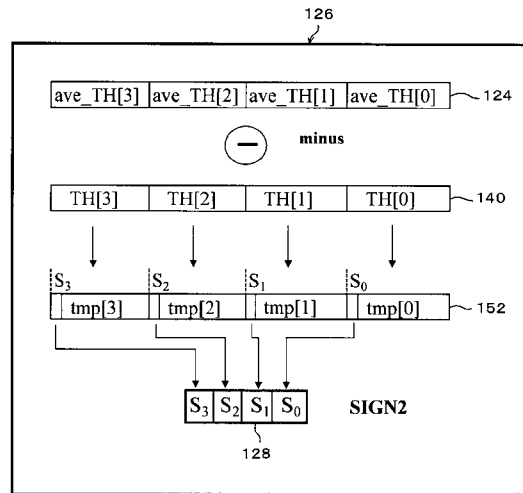 126
ave_TH[3] ave_TH[2] ave_TH[1] ave_TH[0] 124
− minus
TH[3] TH[2] TH[1] TH[0] 140
S3 S2 S1 S0
tmp[3] tmp[2] tmp[1] tmp[0] 152
S3 S2 S1 S0 SIGN2
128